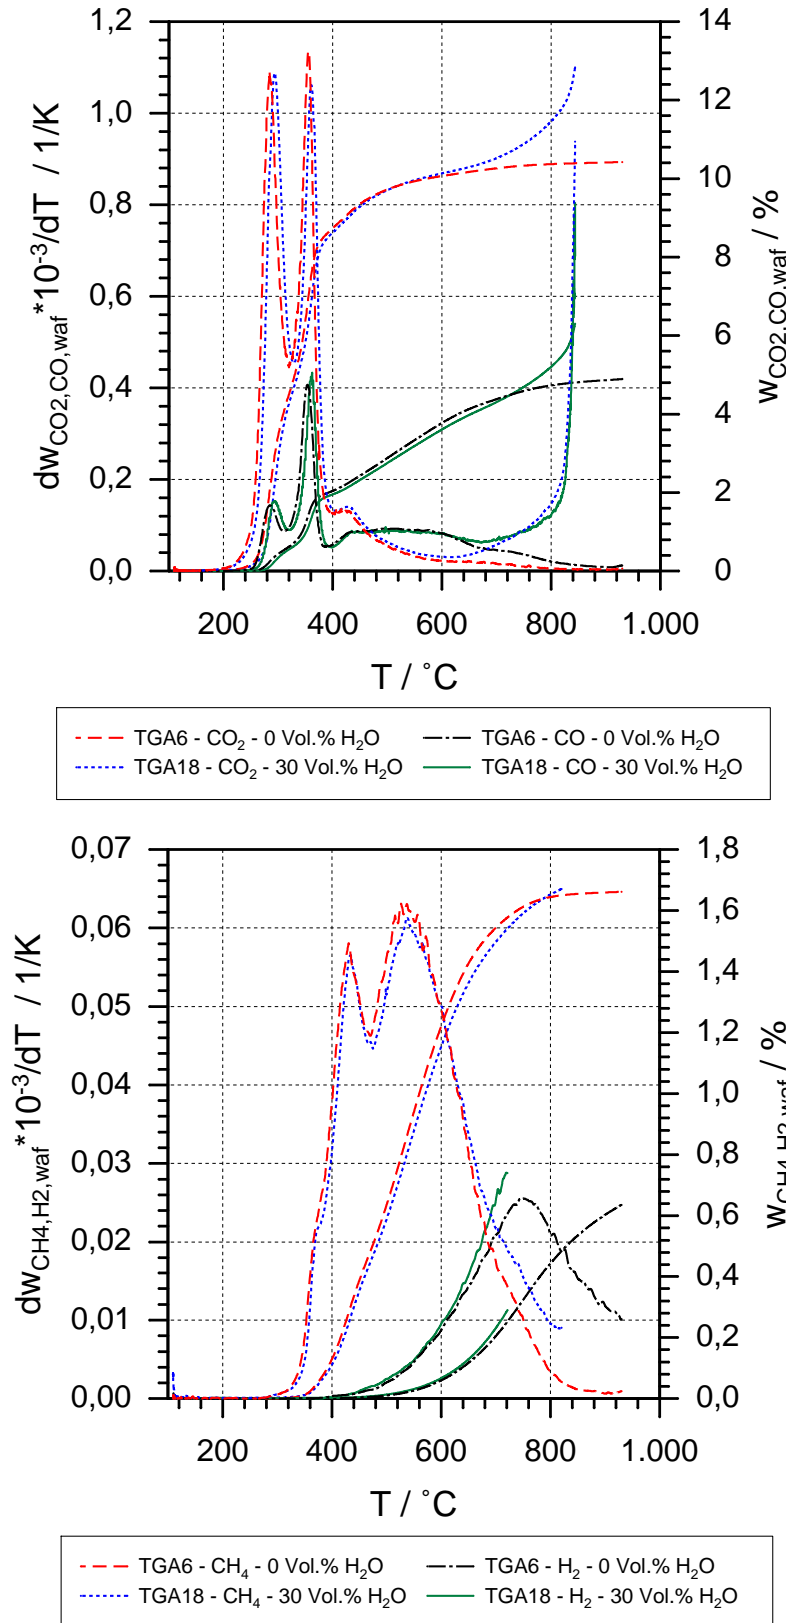 1,2
1,0
0,8
0,6
0,4
0,2
0,0
14
12
10
8
6
4
2
0
dw_CO2,CO,waf*10^-3/dT / 1/K
w_CO2,CO,waf / %
200 400 600 800 1.000
T / °C
TGA6 - CO₂ - 0 Vol.% H₂O
TGA6 - CO - 0 Vol.% H₂O
TGA18 - CO₂ - 30 Vol.% H₂O
TGA18 - CO - 30 Vol.% H₂O
0,07
0,06
0,05
0,04
0,03
0,02
0,01
0,00
1,8
1,6
1,4
1,2
1,0
0,8
0,6
0,4
0,2
0,0
dw_CH4,H2,waf*10^-3/dT / 1/K
w_CH4,H2,waf / %
200 400 600 800 1.000
T / °C
TGA6 - CH₄ - 0 Vol.% H₂O
TGA6 - H₂ - 0 Vol.% H₂O
TGA18 - CH₄ - 30 Vol.% H₂O
TGA18 - H₂ - 30 Vol.% H₂O